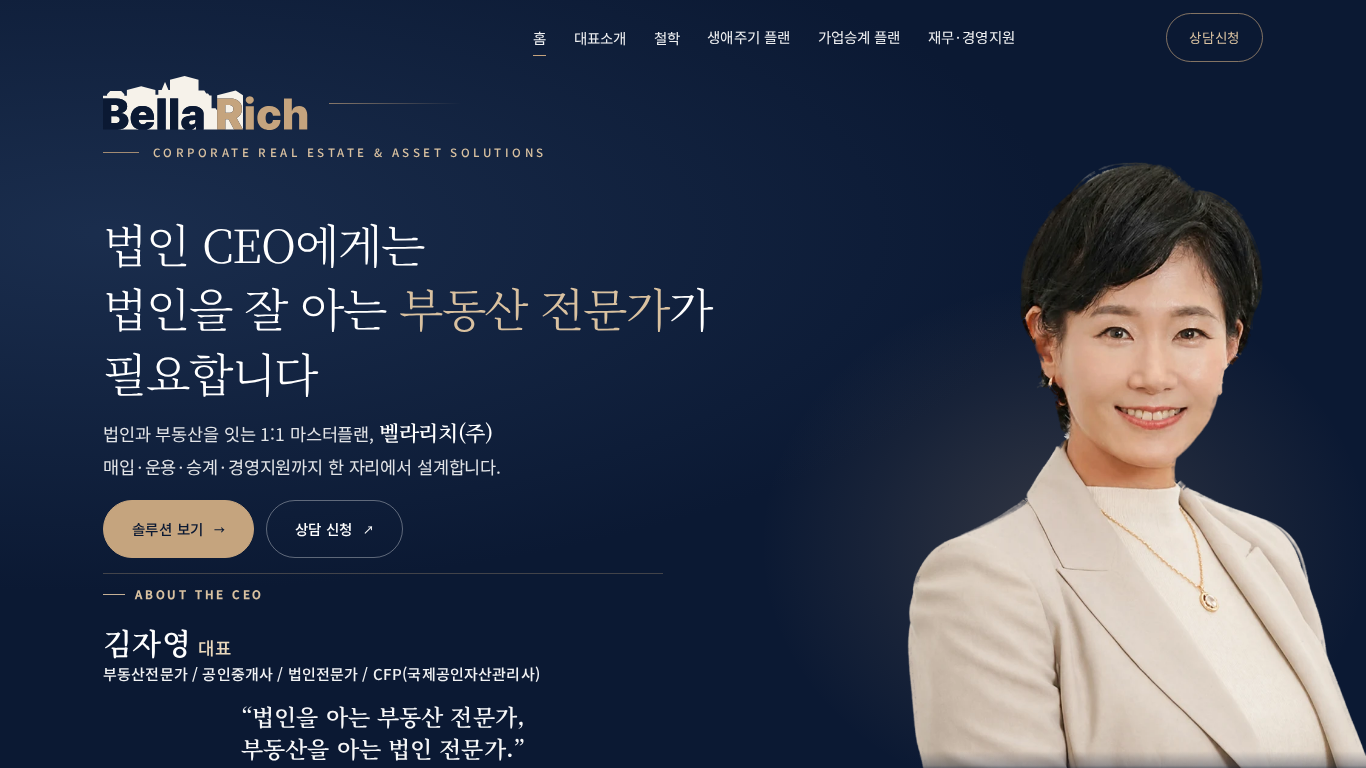 홈 대표소개 철학 생애주기 플랜 가업승계 플랜 재무·경영지원 상담신청
Bella Rich
CORPORATE REAL ESTATE & ASSET SOLUTIONS
법인 CEO에게는
법인을 잘 아는 부동산 전문가가
필요합니다
법인과 부동산을 잇는 1:1 마스터플랜, 벨라리치(주)
매입·운용·승계·경영지원까지 한 자리에서 설계합니다.
솔루션 보기 → 상담 신청 ↗
ABOUT THE CEO
김자영 대표
부동산전문가 / 공인중개사 / 법인전문가 / CFP(국제공인자산관리사)
“법인을 아는 부동산 전문가,
부동산을 아는 법인 전문가.”